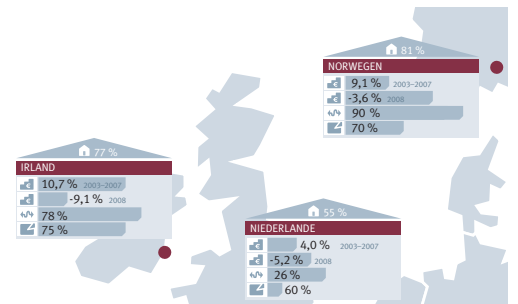 81 %
NORWEGEN
9,1 % 2003–2007
-3,6 % 2008
90 %
70 %
77 %
IRLAND
10,7 % 2003–2007
-9,1 % 2008
78 %
75 %
55 %
NIEDERLANDE
4,0 % 2003–2007
-5,2 % 2008
26 %
60 %